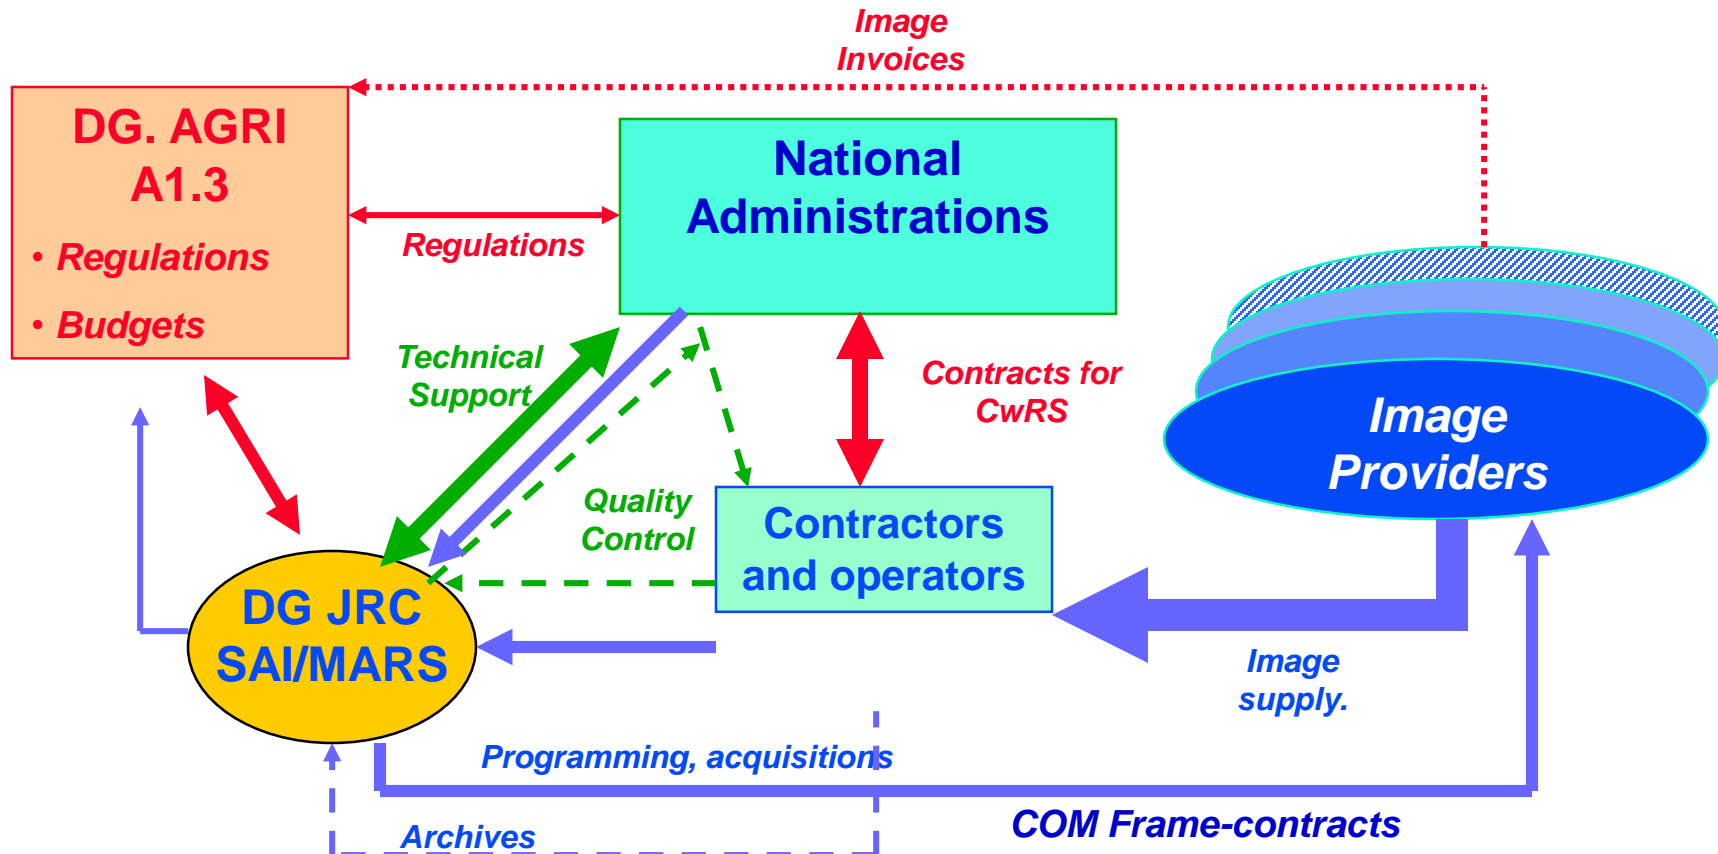 Image
Invoices
DG. AGRI
A1.3
• Regulations
• Budgets
National
Administrations
Regulations
Technical
Support
Contracts for
CwRS
Image
Providers
Quality
Control
Contractors
and operators
DG JRC
SAI/MARS
Image
supply.
Programming, acquisitions
COM Frame-contracts
Archives